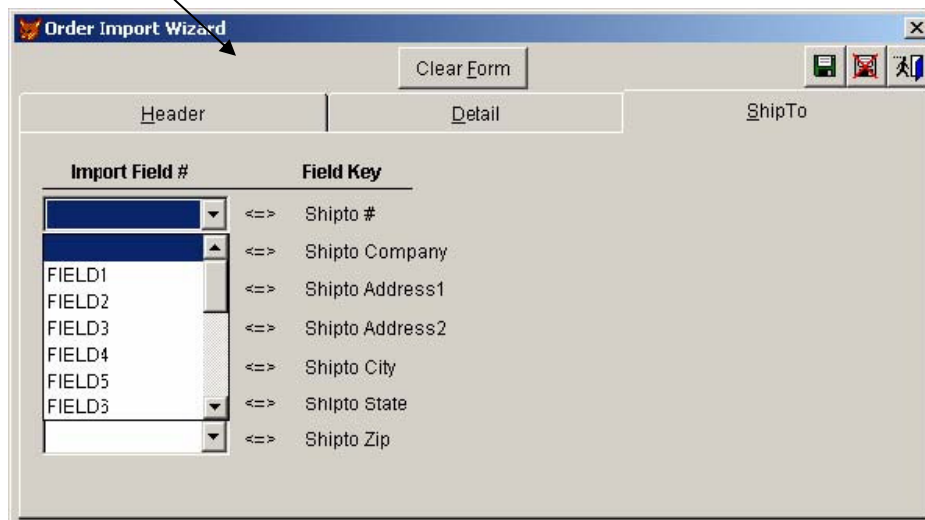 Order Import Wizard
Clear Form
Header Detail ShipTo
Import Field # Field Key
<=> Shipto #
<=> Shipto Company
FIELD1
<=> Shipto Address1
FIELD2
FIELD3 <=> Shipto Address2
FIELD4
<=> Shipto City
FIELD5
FIELD6 <=> Shipto State
<=> Shipto Zip